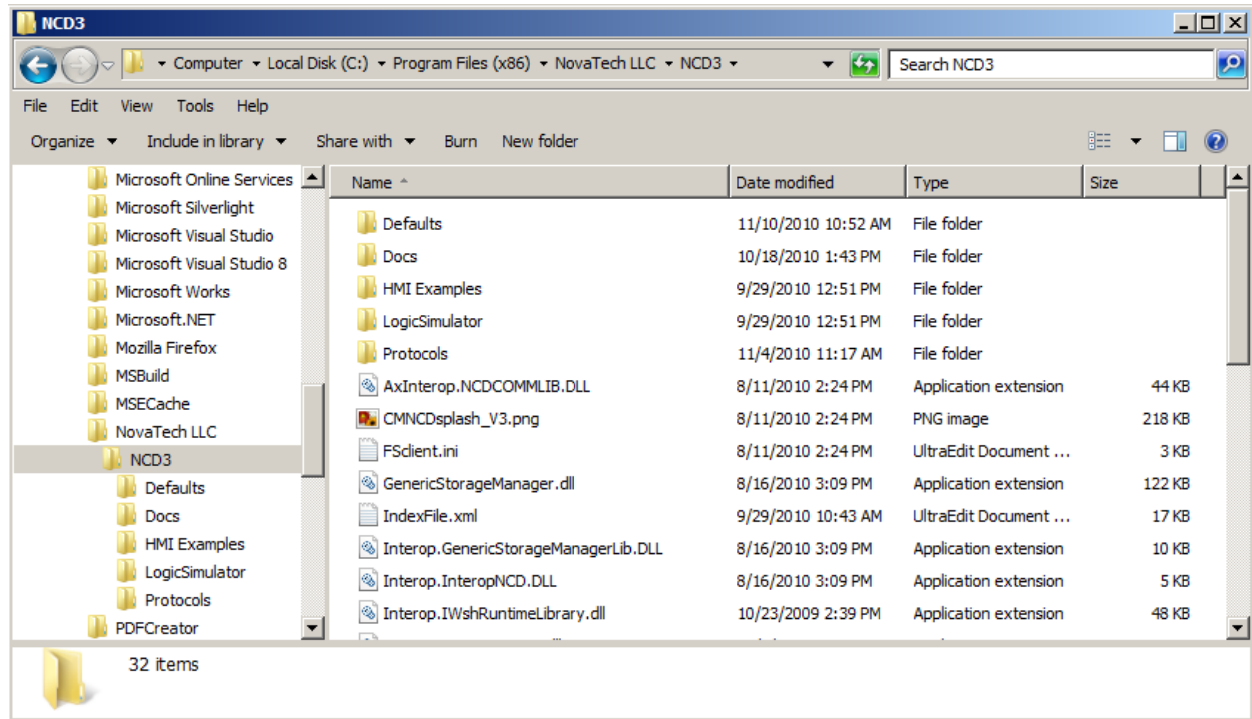 NCD3
Computer Local Disk (C:) Program Files (x86) NovaTech LLC NCD3 Search NCD3
File Edit View Tools Help
Organize Include in library Share with Burn New folder
Microsoft Online Services
Microsoft Silverlight
Microsoft Visual Studio
Microsoft Visual Studio 8
Microsoft Works
Microsoft.NET
Mozilla Firefox
MSBuild
MSECache
NovaTech LLC
NCD3
Defaults
Docs
HMI Examples
LogicSimulator
Protocols
PDFCreator
Name Date modified Type Size
Defaults 11/10/2010 10:52 AM File folder
Docs 10/18/2010 1:43 PM File folder
HMI Examples 9/29/2010 12:51 PM File folder
LogicSimulator 9/29/2010 12:51 PM File folder
Protocols 11/4/2010 11:17 AM File folder
AxInterop.NCDCOMMLIB.DLL 8/11/2010 2:24 PM Application extension 44 KB
CMNCDsplash_V3.png 8/11/2010 2:24 PM PNG image 218 KB
FSclient.ini 8/11/2010 2:24 PM UltraEdit Document ... 3 KB
GenericStorageManager.dll 8/16/2010 3:09 PM Application extension 122 KB
IndexFile.xml 9/29/2010 10:43 AM UltraEdit Document ... 17 KB
Interop.GenericStorageManagerLib.DLL 8/16/2010 3:09 PM Application extension 10 KB
Interop.InteropNCD.DLL 8/16/2010 3:09 PM Application extension 5 KB
Interop.IWshRuntimeLibrary.dll 10/23/2009 2:39 PM Application extension 48 KB
32 items